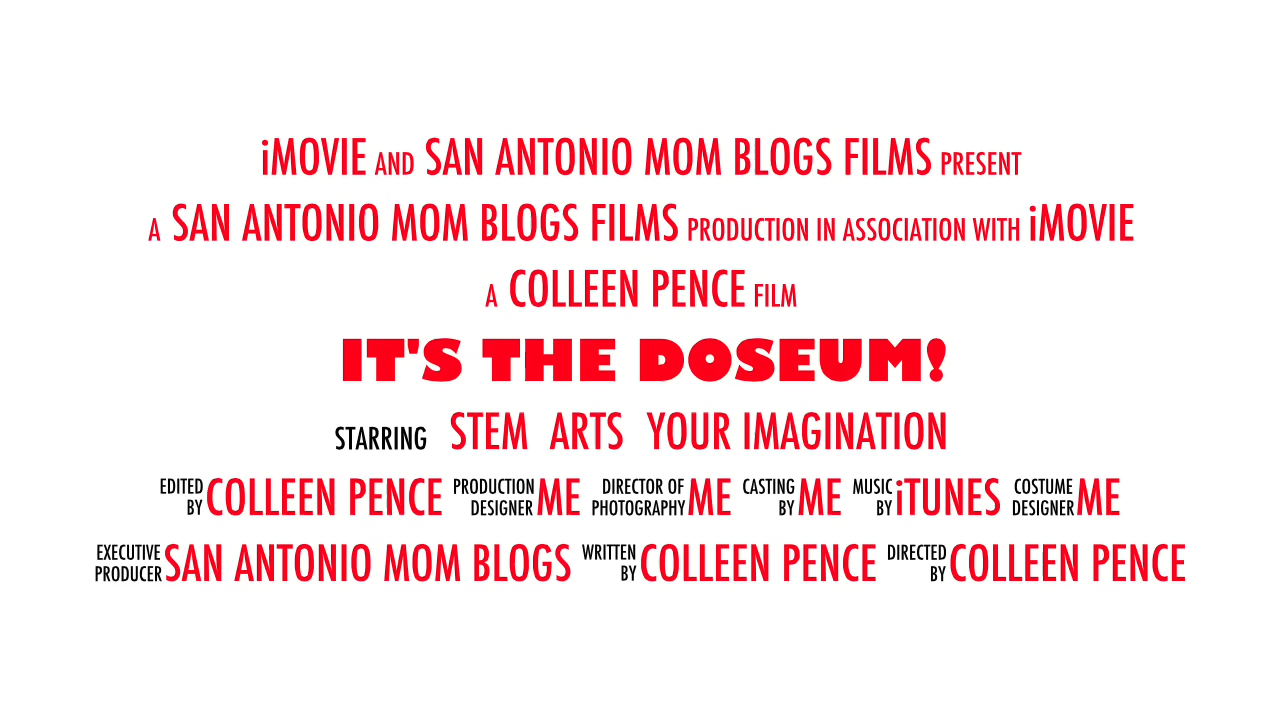 iMOVIE AND SAN ANTONIO MOM BLOGS FILMS PRESENT
A SAN ANTONIO MOM BLOGS FILMS PRODUCTION IN ASSOCIATION WITH iMOVIE
A COLLEEN PENCE FILM
IT'S THE DOSEUM!
STARRING STEM ARTS YOUR IMAGINATION
EDITED BY COLLEEN PENCE PRODUCTION DESIGNER ME DIRECTOR OF PHOTOGRAPHY ME CASTING BY ME MUSIC BY iTUNES COSTUME DESIGNER ME
EXECUTIVE PRODUCER SAN ANTONIO MOM BLOGS WRITTEN BY COLLEEN PENCE DIRECTED BY COLLEEN PENCE